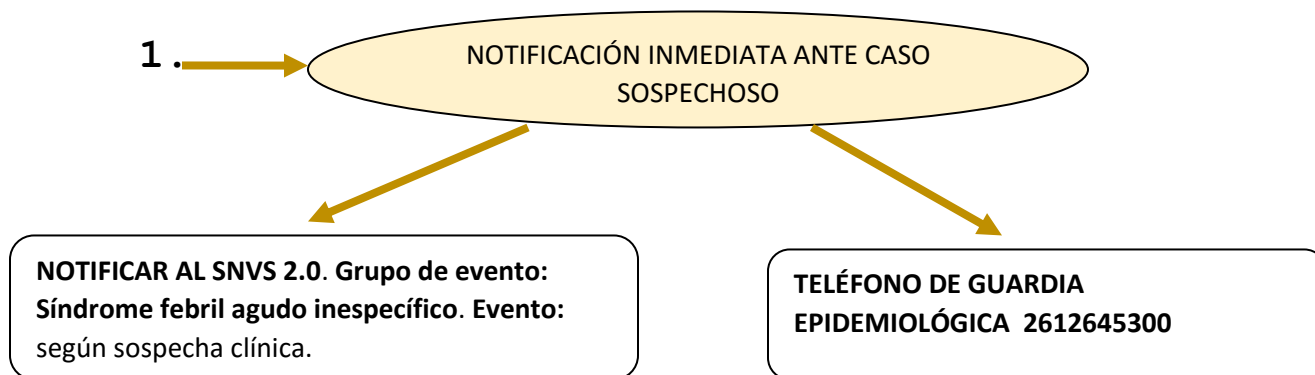 1.
NOTIFICACIÓN INMEDIATA ANTE CASO
SOSPECHOSO
NOTIFICAR AL SNVS 2.0. Grupo de evento:
Síndrome febril agudo inespecífico. Evento:
según sospecha clínica.
TELÉFONO DE GUARDIA
EPIDEMIOLÓGICA 2612645300